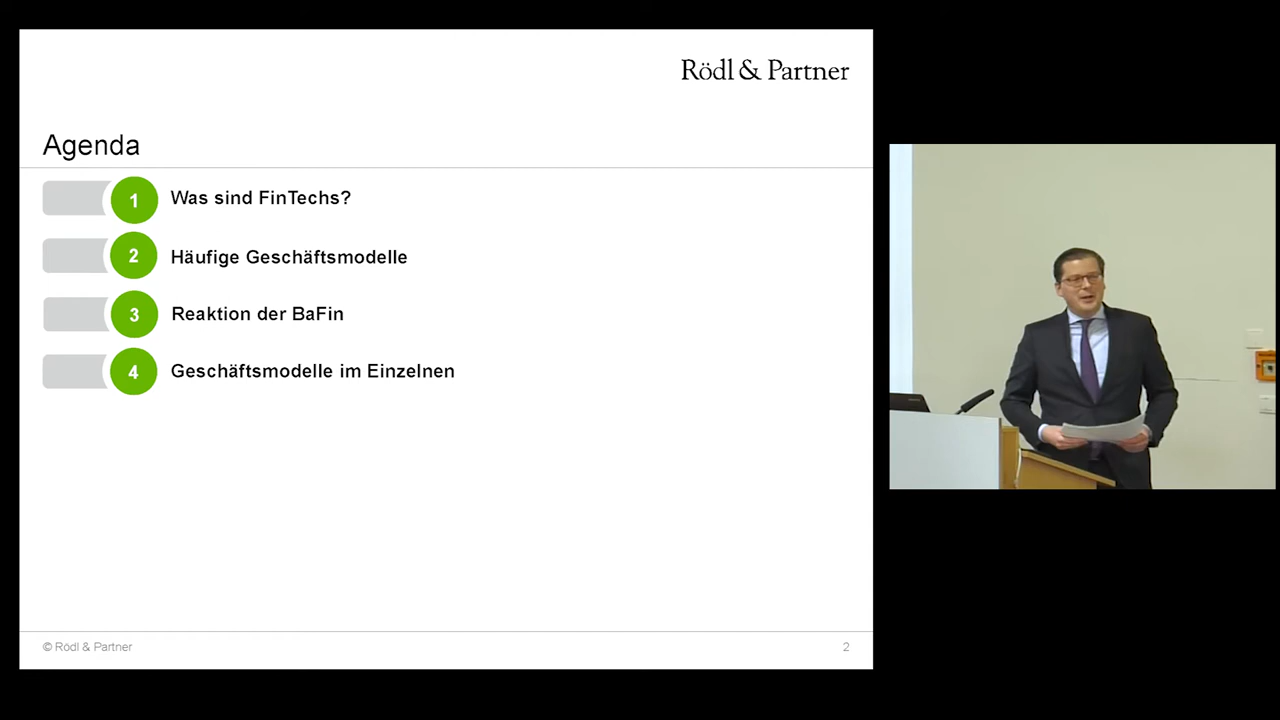 Rödl & Partner
Agenda
1 Was sind FinTechs?
2 Häufige Geschäftsmodelle
3 Reaktion der BaFin
4 Geschäftsmodelle im Einzelnen
© Rödl & Partner 2